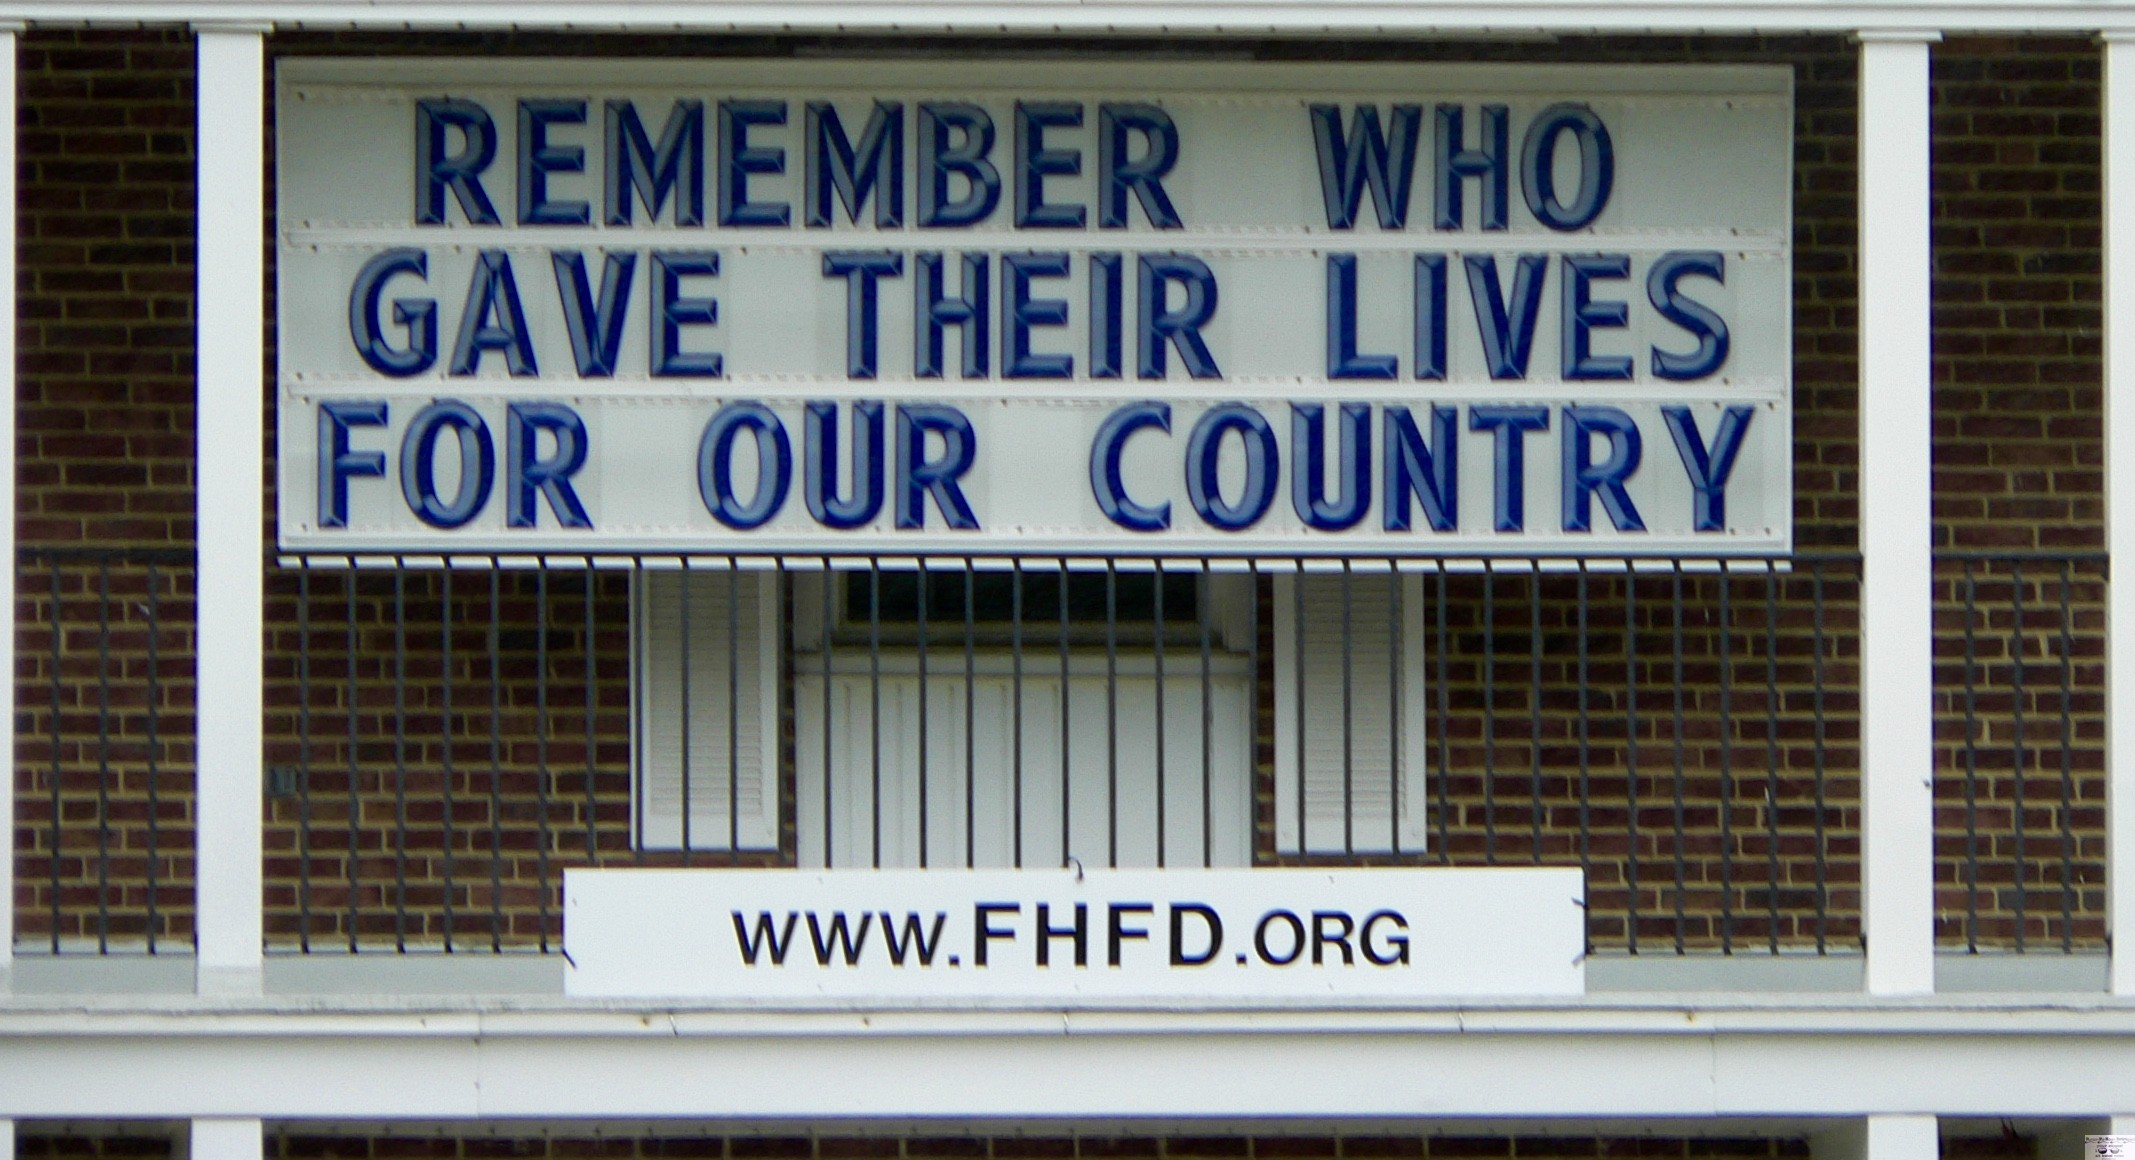 REMEMBER WHO
GAVE THEIR LIVES
FOR OUR COUNTRY
WWW.FHFD.ORG